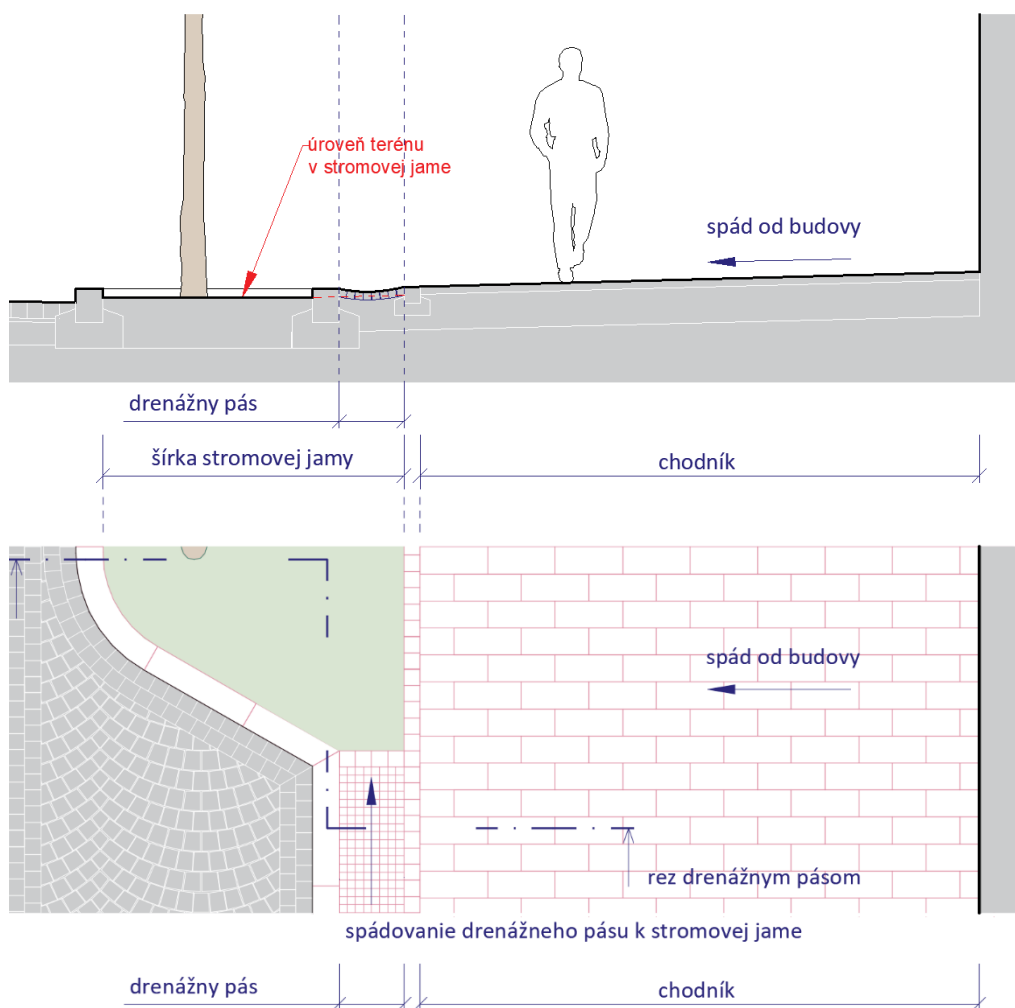 úroveň terénu
v stromovej jame
spád od budovy
drenážny pás
šírka stromovej jamy
chodník
spád od budovy
rez drenážnym pásom
spádovanie drenážneho pásu k stromovej jame
drenážny pás
chodník